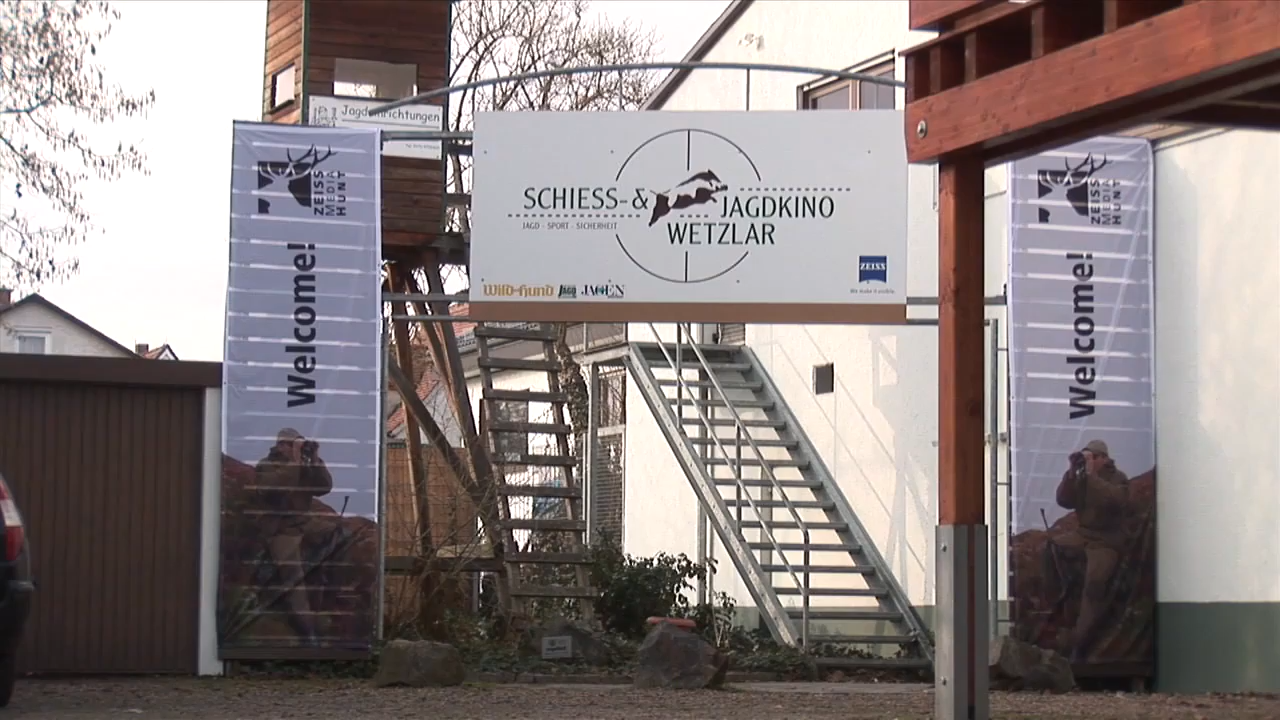 Jagdeinrichtungen
ZEISS
MEDIA
HUNT
Welcome!
SCHIESS- &
JAGDKINO
JAGD - SPORT - SICHERHEIT
WETZLAR
ZEISS
We make it visible.
Wild und Hund
JAGEN
ZEISS
MEDIA
HUNT
Welcome!